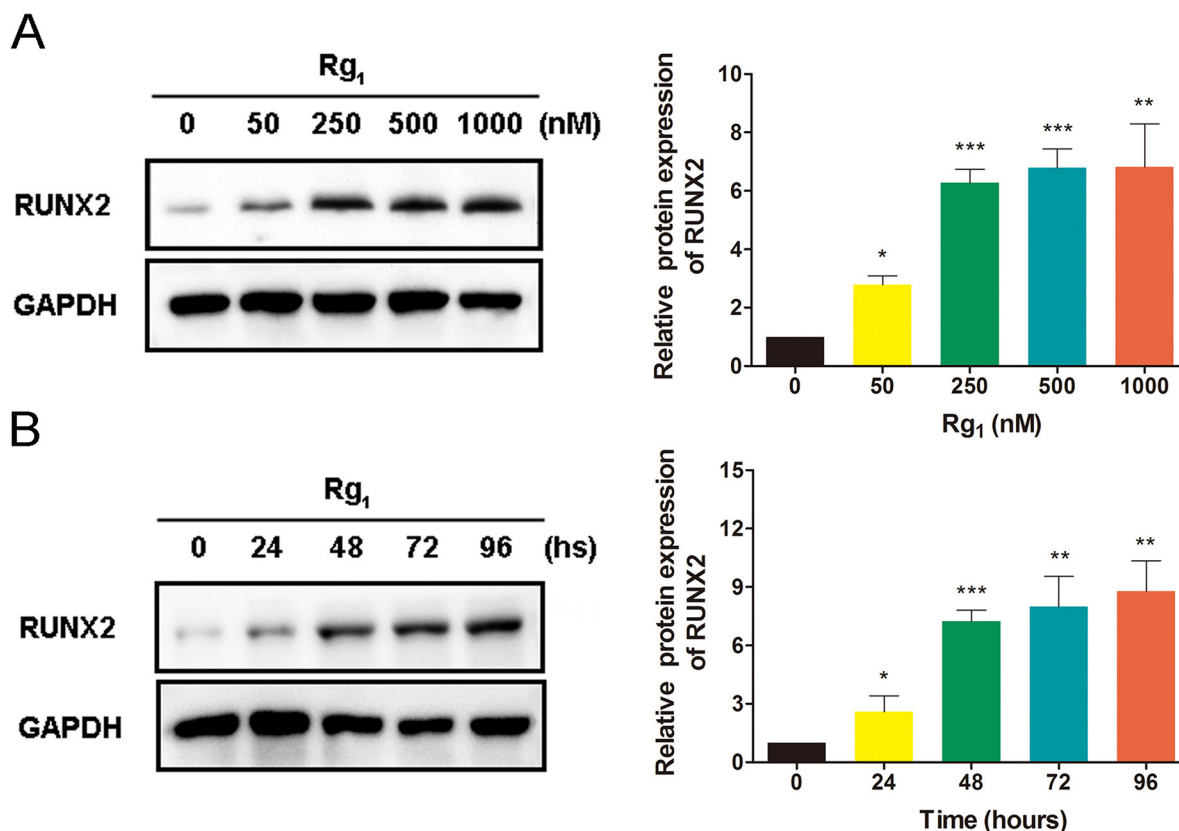 A
Rg1
0 50 250 500 1000 (nM)
RUNX2
GAPDH
Relative protein expression
of RUNX2
10
8
6
4
2
0
*
***
***
**
0 50 250 500 1000
Rg1 (nM)
B
Rg1
0 24 48 72 96 (hs)
RUNX2
GAPDH
Relative protein expression
of RUNX2
15
12
9
6
3
0
*
***
**
**
0 24 48 72 96
Time (hours)